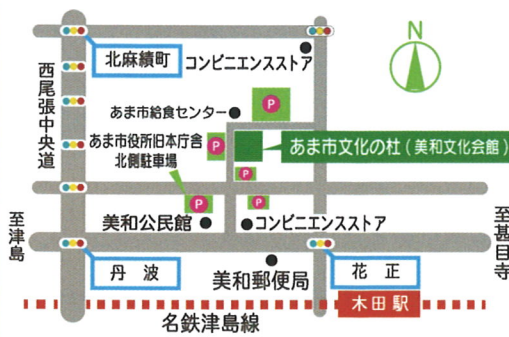 北麻績町
コンビニエンスストア
N
西尾張中央道
あま市給食センター
P
あま市役所旧本庁舎
北側駐車場
P
あま市文化の杜(美和文化会館)
P
P
P
至津島
美和公民館
コンビニエンスストア
至甚目寺
丹波
美和郵便局
花正
木田駅
名鉄津島線